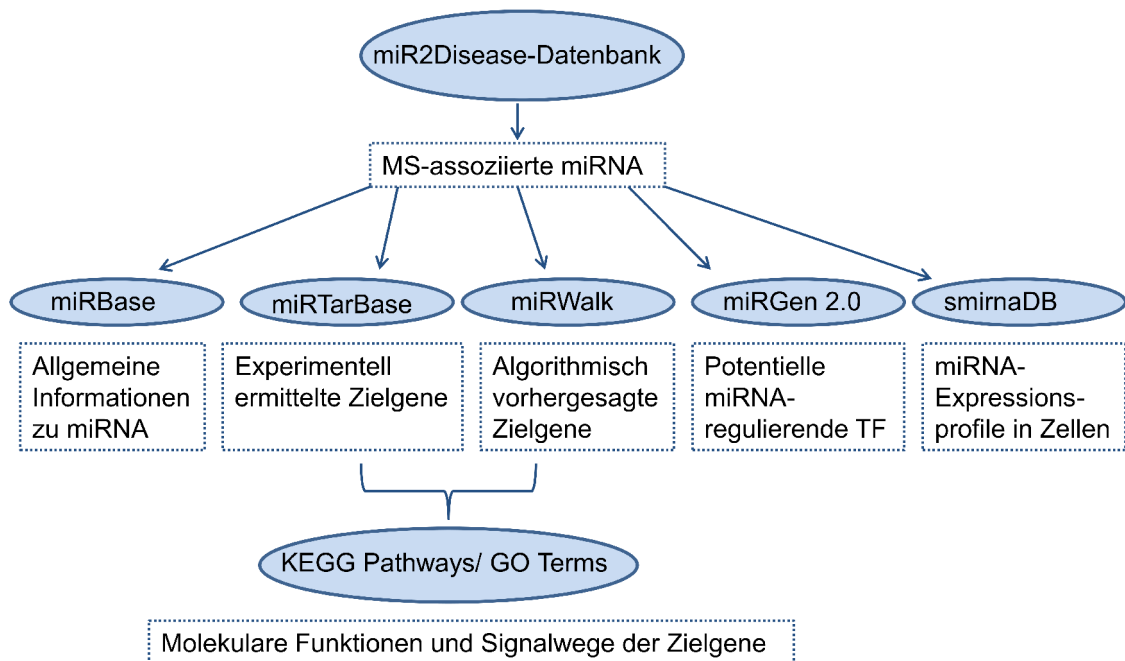 miR2Disease-Datenbank
MS-assoziierte miRNA
miRBase
miRTarBase
miRWalk
miRGen 2.0
smirnaDB
Allgemeine
Informationen
zu miRNA
Experimentell
ermittelte Zielgene
Algorithmisch
vorhergesagte
Zielgene
Potentielle
miRNA-
regulierende TF
miRNA-
Expressions-
profile in Zellen
KEGG Pathways/ GO Terms
Molekulare Funktionen und Signalwege der Zielgene